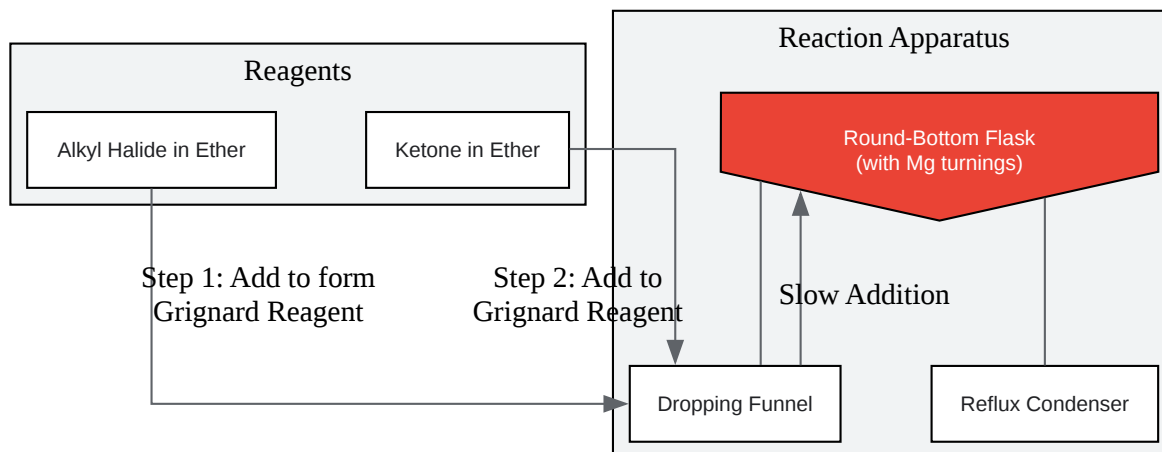 Reaction Apparatus
Reagents
Alkyl Halide in Ether
Ketone in Ether
Round-Bottom Flask
(with Mg turnings)
Step 1: Add to form
Grignard Reagent
Step 2: Add to
Grignard Reagent
Slow Addition
Dropping Funnel
Reflux Condenser